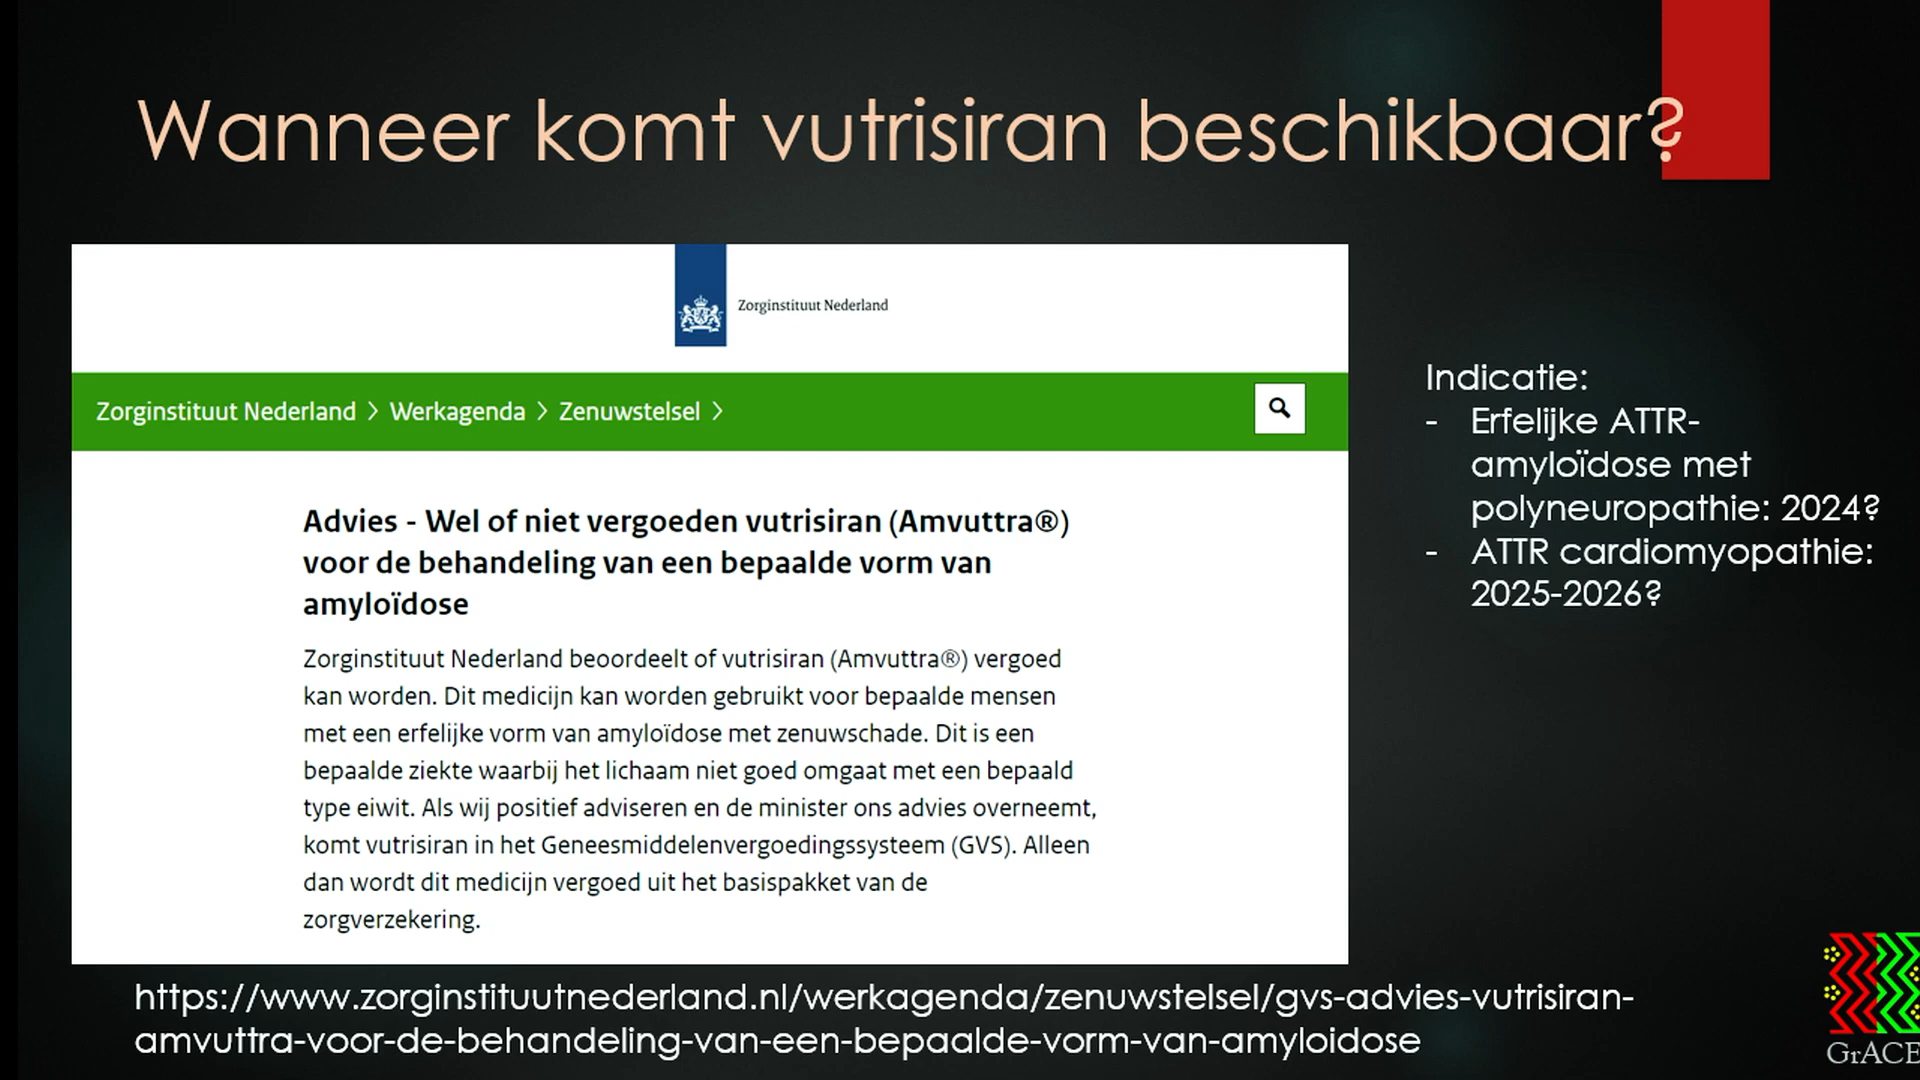 Wanneer komt vutrisiran beschikbaar?
Zorginstituut Nederland
Zorginstituut Nederland > Werkagenda > Zenuwstelsel >
Advies - Wel of niet vergoeden vutrisiran (Amvuttra®)
voor de behandeling van een bepaalde vorm van
amyloïdose
Zorginstituut Nederland beoordeelt of vutrisiran (Amvuttra®) vergoed
kan worden. Dit medicijn kan worden gebruikt voor bepaalde mensen
met een erfelijke vorm van amyloïdose met zenuwschade. Dit is een
bepaalde ziekte waarbij het lichaam niet goed omgaat met een bepaald
type eiwit. Als wij positief adviseren en de minister ons advies overneemt,
komt vutrisiran in het Geneesmiddelenvergoedingssysteem (GVS). Alleen
dan wordt dit medicijn vergoed uit het basispakket van de
zorgverzekering.
Indicatie:
- Erfelijke ATTR-
amyloïdose met
polyneuropathie: 2024?
- ATTR cardiomyopathie:
2025-2026?
https://www.zorginstituutnederland.nl/werkagenda/zenuwstelsel/gvs-advies-vutrisiran-
amvuttra-voor-de-behandeling-van-een-bepaalde-vorm-van-amyloidose
GrACE